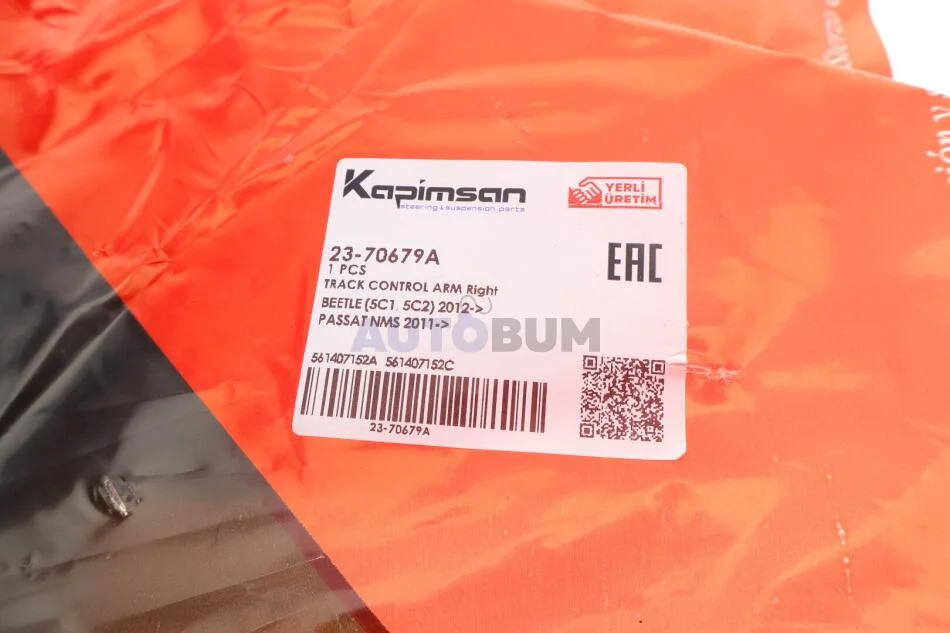 Kapimsan
steering & suspension parts
YERLİ
ÜRETİM
23-70679A
1 PCS
TRACK CONTROL ARM Right
EAC
BEETLE (5C1, 5C2) 2012->
PASSAT NMS 2011->
AUTOBUM
561407152A 561407152C
23-70679A